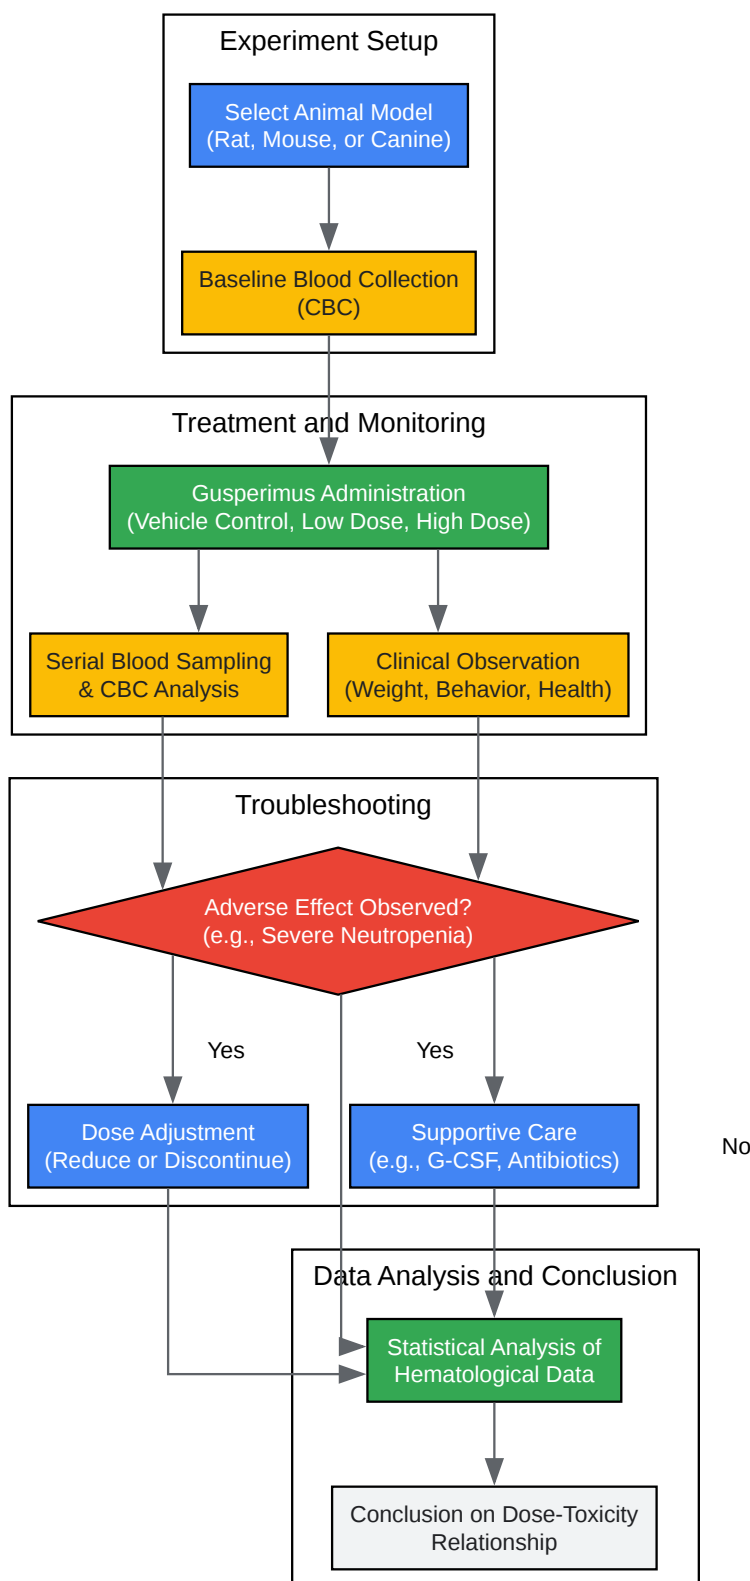 Experiment Setup
Select Animal Model
(Rat, Mouse, or Canine)
Baseline Blood Collection
(CBC)
Treatment and Monitoring
Gusperimus Administration
(Vehicle Control, Low Dose, High Dose)
Serial Blood Sampling
& CBC Analysis
Clinical Observation
(Weight, Behavior, Health)
Troubleshooting
Adverse Effect Observed?
(e.g., Severe Neutropenia)
Yes
Yes
Dose Adjustment
(Reduce or Discontinue)
Supportive Care
(e.g., G-CSF, Antibiotics)
No
Data Analysis and Conclusion
Statistical Analysis of
Hematological Data
Conclusion on Dose-Toxicity
Relationship